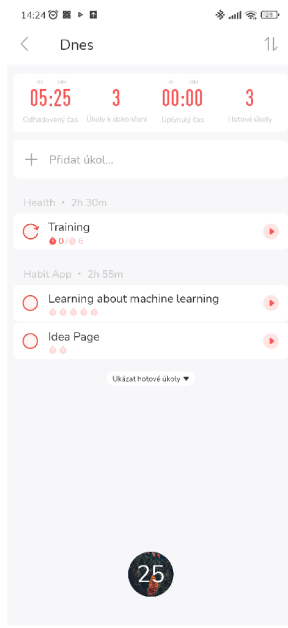 14:24
Dnes
05:25 3 00:00 3
Odhadovaný čas Úkoly k dokončení Uplynulý čas Hotové úkoly
Přidat úkol...
Health • 2h 30m
Training
0/6
Habit App • 2h 55m
Learning about machine learning
Idea Page
Ukázat hotové úkoly
25